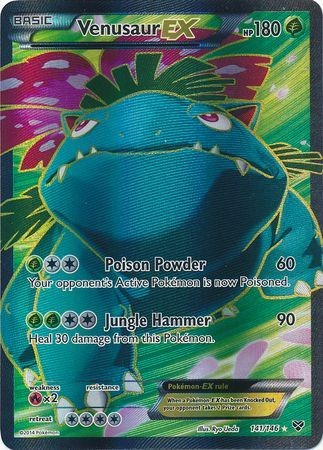 BASIC
Venusaur EX HP180
Poison Powder 60
Your opponent's Active Pokémon is now Poisoned.
Jungle Hammer 90
Heal 30 damage from this Pokémon.
weakness resistance
×2
retreat
Pokémon-EX rule
When a Pokémon-EX has been Knocked Out,
your opponent takes 2 Prize cards.
©2014 Pokémon Illus. Ryo Ueda 141/146